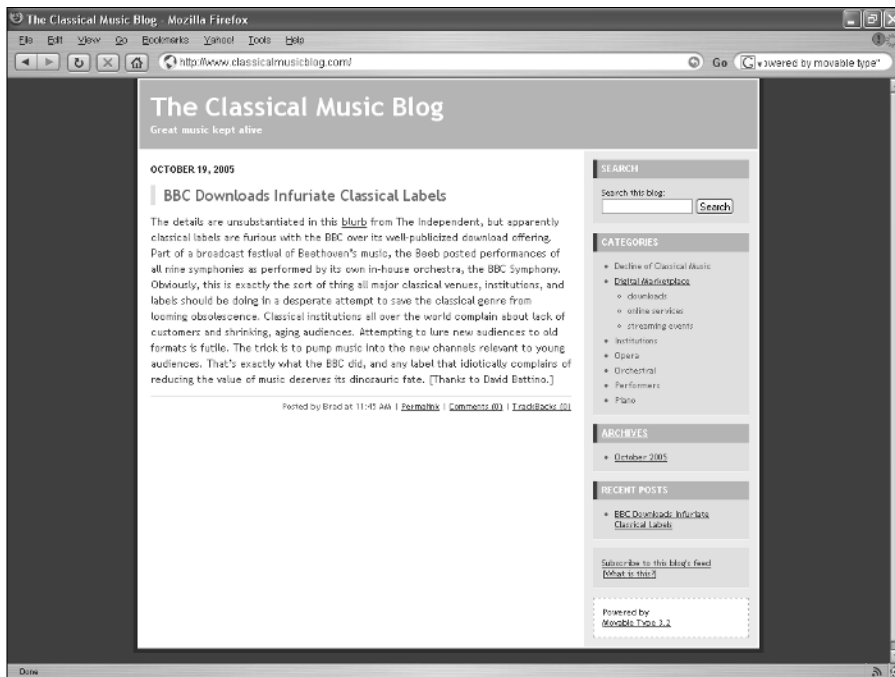 The Classical Music Blog - Mozilla Firefox
File Edit View Go Bookmarks Yahoo! Tools Help
http://www.classicalmusicblog.com/
Go
powered by movable type"
The Classical Music Blog
Great music kept alive
OCTOBER 19, 2005
BBC Downloads Infuriate Classical Labels
The details are unsubstantiated in this blurb from The Independent, but apparently
classical labels are furious with the BBC over its well-publicized download offering.
Part of a broadcast festival of Beethoven's music, the Beeb posted performances of
all nine symphonies as performed by its own in-house orchestra, the BBC Symphony.
Obviously, this is exactly the sort of thing all major classical venues, institutions, and
labels should be doing in a desperate attempt to save the classical genre from
looming obsolescence. Classical institutions all over the world complain about lack of
customers and shrinking, aging audiences. Attempting to lure new audiences to old
formats is futile. The trick is to pump music into the new channels relevant to young
audiences. That's exactly what the BBC did, and any label that idiotically complains of
reducing the value of music deserves its dinosauric fate. [Thanks to David Battino.]
Posted by Brad at 11:45 AM | Permalink | Comments (0) | TrackBacks (0)
SEARCH
Search this blog:
Search
CATEGORIES
Decline of Classical Music
Digital Marketplace
downloads
online services
streaming events
Institutions
Opera
Orchestral
Performers
Piano
ARCHIVES
October 2005
RECENT POSTS
BBC Downloads Infuriate
Classical Labels
Subscribe to this blog's feed
[What is this?]
Powered by
Movable Type 3.2
Done